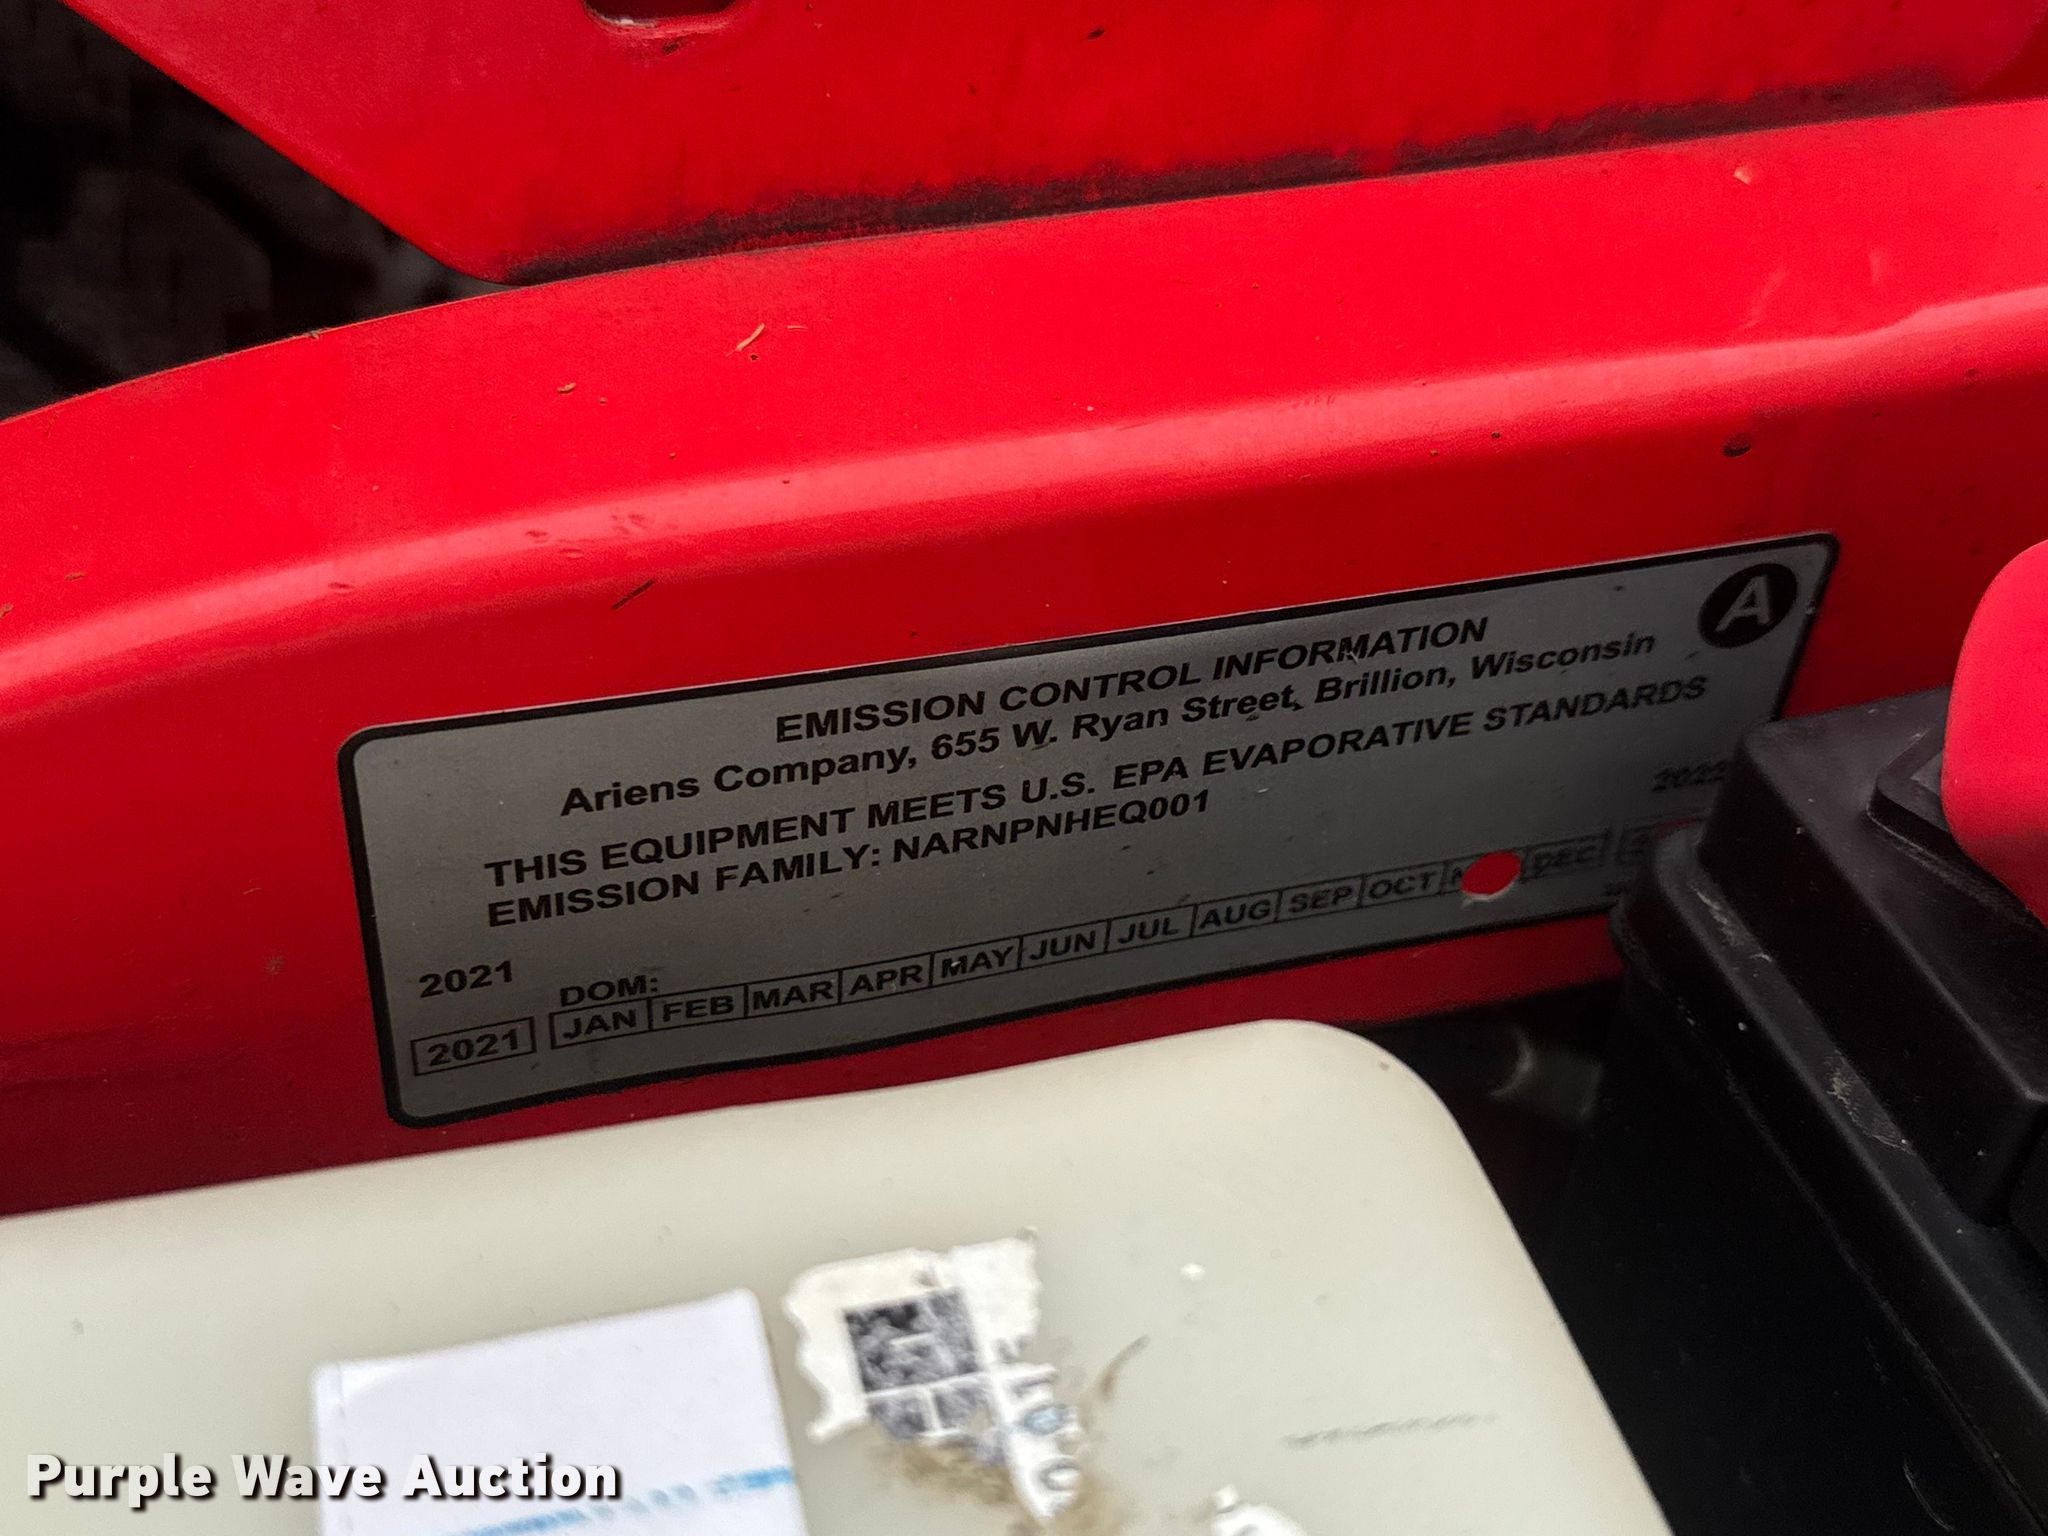 A
EMISSION CONTROL INFORMATION
Ariens Company, 655 W. Ryan Street, Brillion, Wisconsin
THIS EQUIPMENT MEETS U.S. EPA EVAPORATIVE STANDARDS
EMISSION FAMILY: NARNPNHEQ001
2021
2022
DOM:
2021 JAN FEB MAR APR MAY JUN JUL AUG SEP OCT DEC
Purple Wave Auction